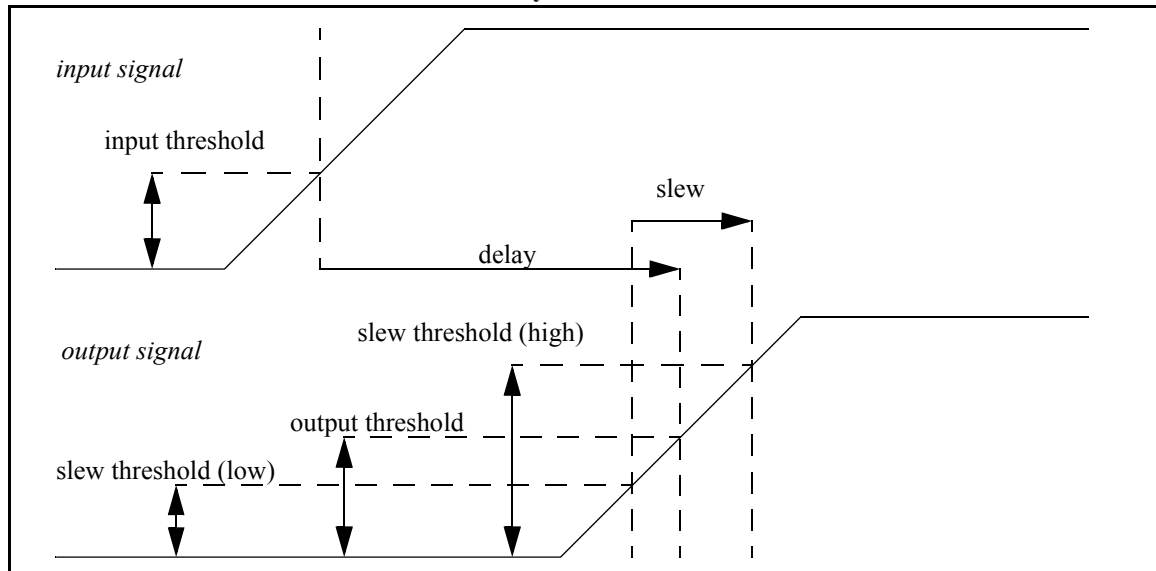 input signal
input threshold
slew
delay
slew threshold (high)
output signal
output threshold
slew threshold (low)